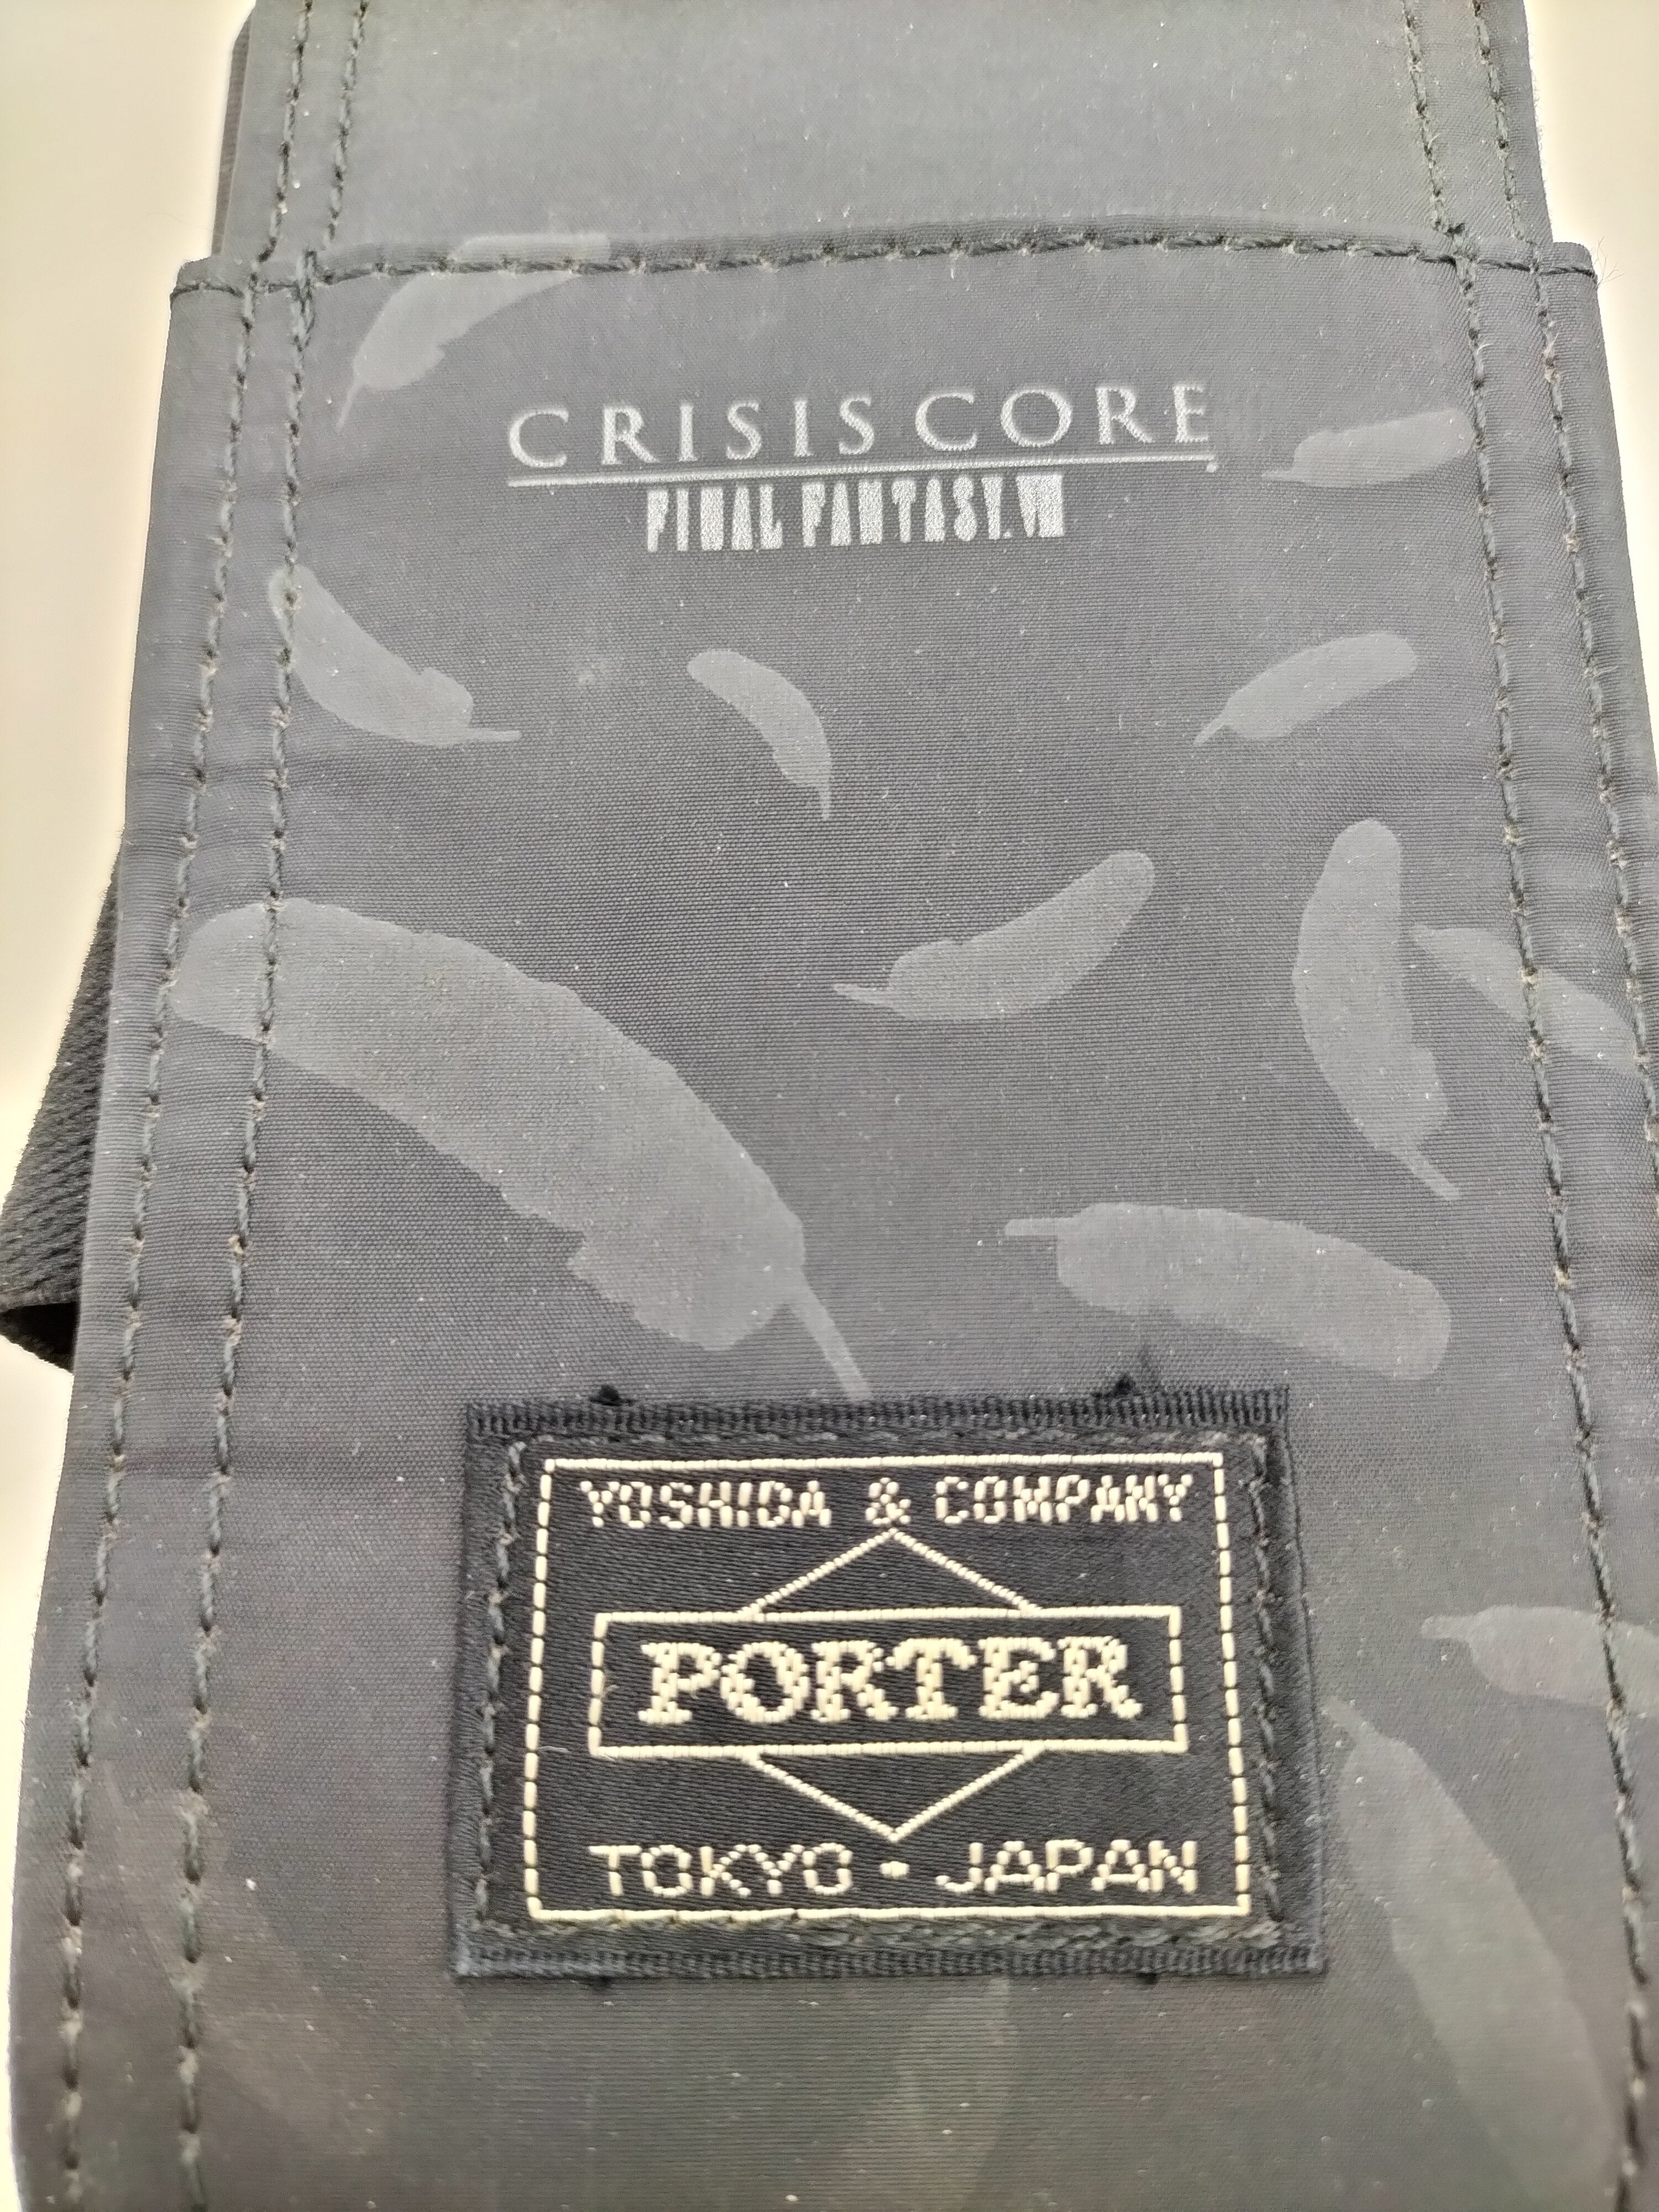 CRISIS CORE
FINAL FANTASY VII
YOSHIDA & COMPANY
PORTER
TOKYO · JAPAN